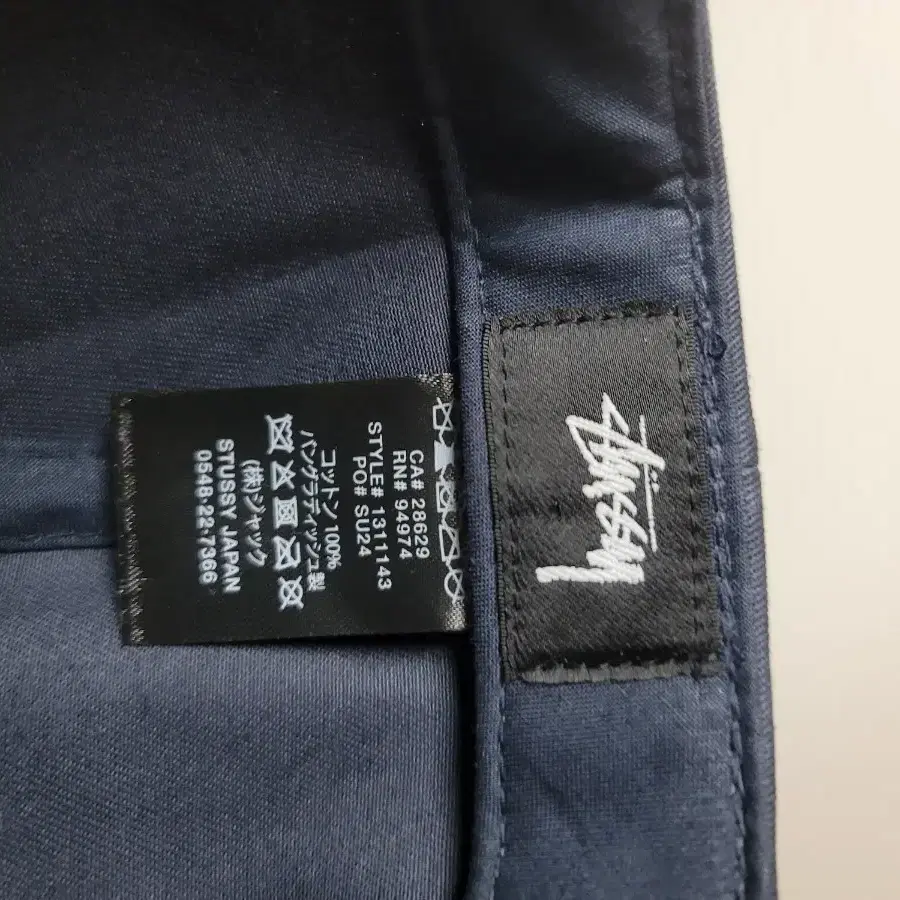 CA# 28629
RN# 94974
STYLE# 1311143
PO# SU24
コットン 100%
バングラディッシュ製
(株)ジャック
STUSSY JAPAN
0548-22-7366
Stüssy